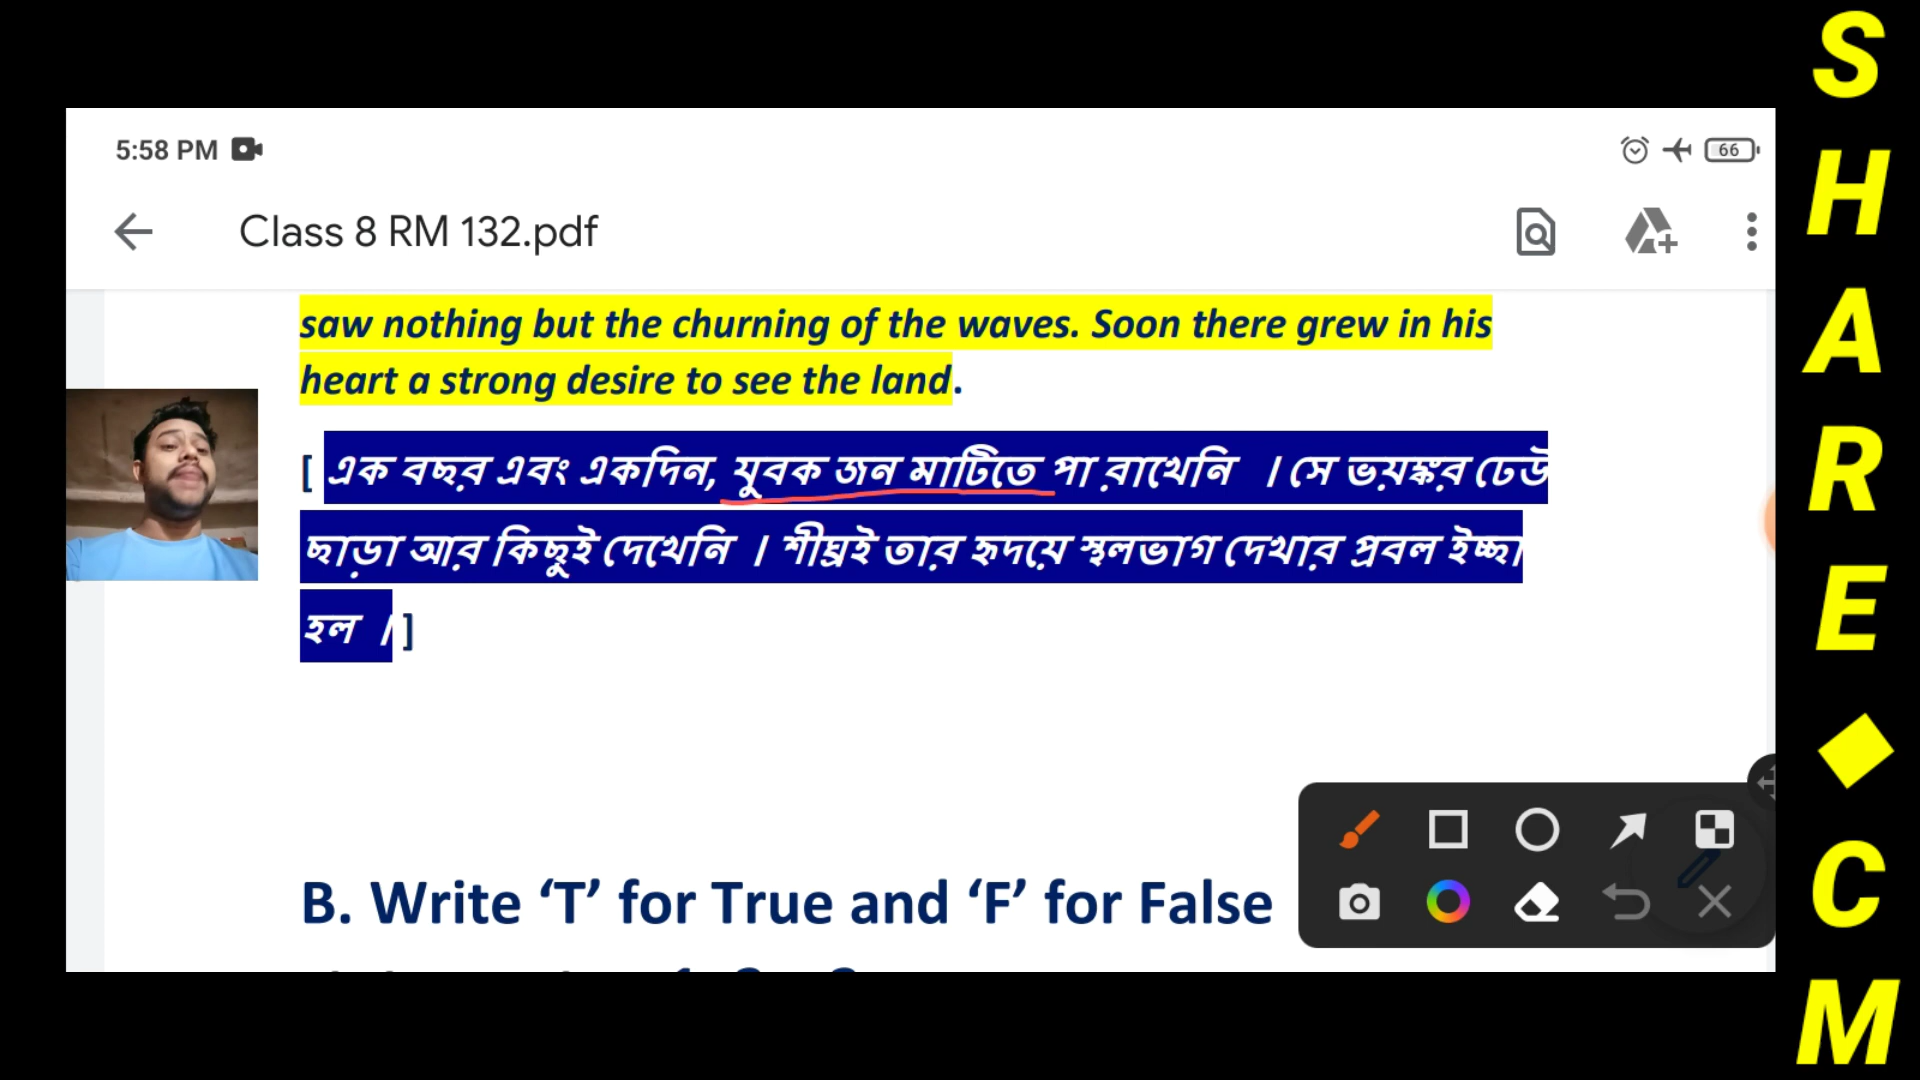 5:58 PM
66
Class 8 RM 132.pdf
saw nothing but the churning of the waves. Soon there grew in his
heart a strong desire to see the land.
[ এক বছর এবং একদিন, যুবক জন মাটিতে পা রাখেনি । সে ভয়ঙ্কর ঢেউ
ছাড়া আর কিছুই দেখেনি । শীঘ্রই তার হৃদয়ে স্থলভাগ দেখার প্রবল ইচ্ছা
হল । ]
B. Write ‘T’ for True and ‘F’ for False
SHARE◆CM